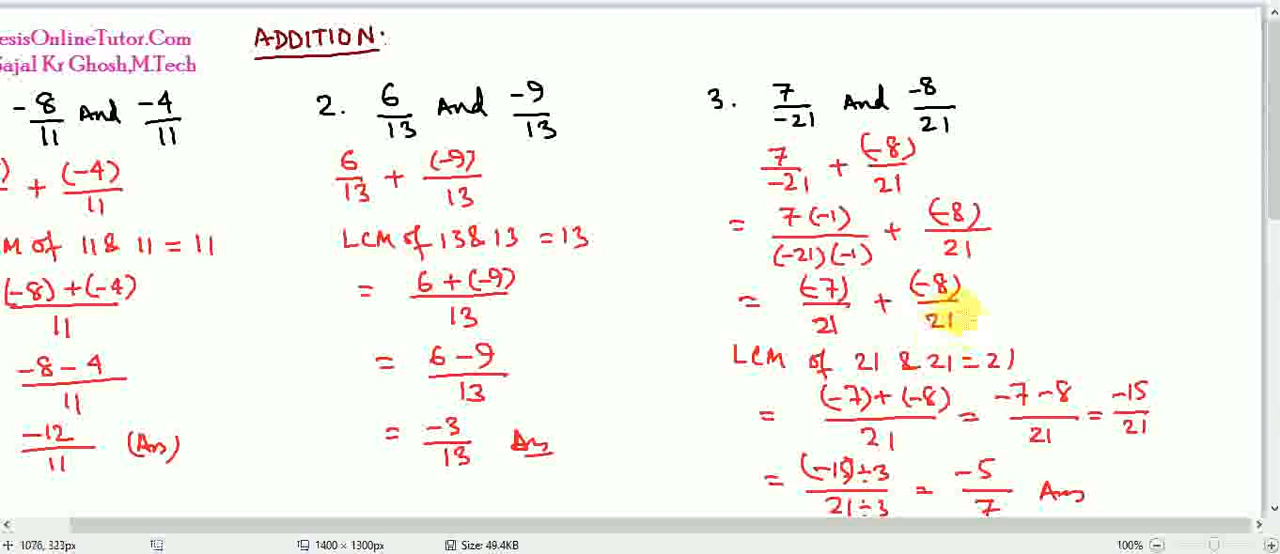 esisOnlineTutor.Com
Sajal Kr Ghosh,M.Tech
ADDITION:
-8/11 And -4/11
+ (-4)/11
M of 11 & 11 = 11
(-8)+(-4)/11
-8-4/11
-12/11 (Ans)
2. 6/13 And -9/13
6/13 + (-9)/13
LCM of 13 & 13 = 13
= 6+(-9)/13
= 6-9/13
= -3/13 Ans
3. 7/-21 And -8/21
7/-21 + (-8)/21
= 7(-1)/(-21)(-1) + (-8)/21
= (-7)/21 + (-8)/21
LCM of 21 & 21 = 21
= (-7)+(-8)/21 = -7-8/21 = -15/21
= (-15)÷3/21÷3 = -5/7 Ans
1076, 323px
1400 × 1300px
Size: 49.4KB
100%